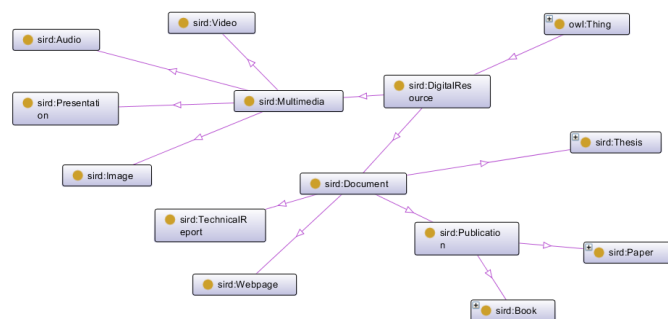 sird:Video
owl:Thing
sird:Audio
sird:DigitalRes
ource
sird:Multimedia
sird:Presentati
on
sird:Thesis
sird:Image
sird:Document
sird:TechnicalR
eport
sird:Publicatio
n
sird:Paper
sird:Webpage
sird:Book